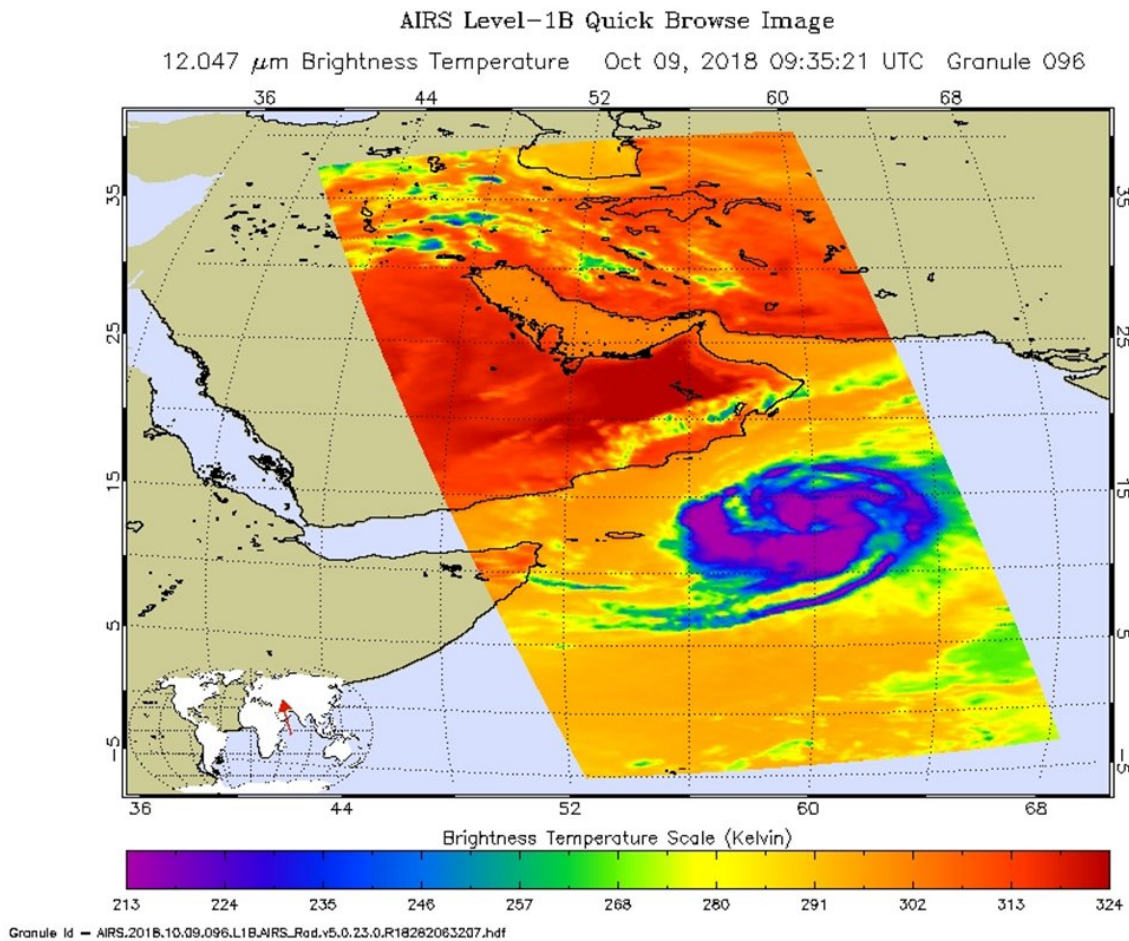 AIRS Level-1B Quick Browse Image
12.047 μm Brightness Temperature Oct 09, 2018 09:35:21 UTC Granule 096
36 44 52 60 68
35 35
25 25
15 15
5 5
-5 -5
36 44 52 60 68
Brightness Temperature Scale (Kelvin)
213 224 235 246 257 268 280 291 302 313 324
Granule Id - AIRS.2018.10.09.096.L1B.AIRS_Rad.v5.0.23.0.R18282063207.hdf